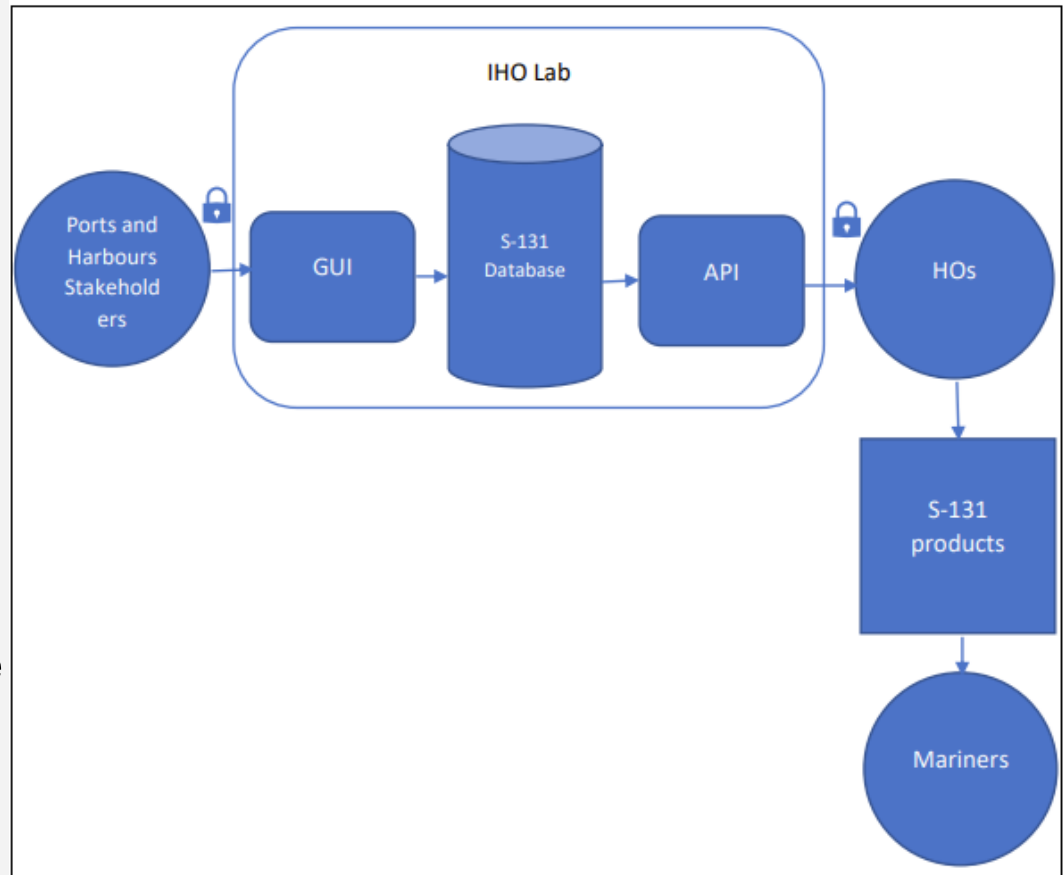 IHO Lab
Ports and
Harbours
Stakehold
ers
GUI
S-131
Database
API
HOs
S-131
products
Mariners